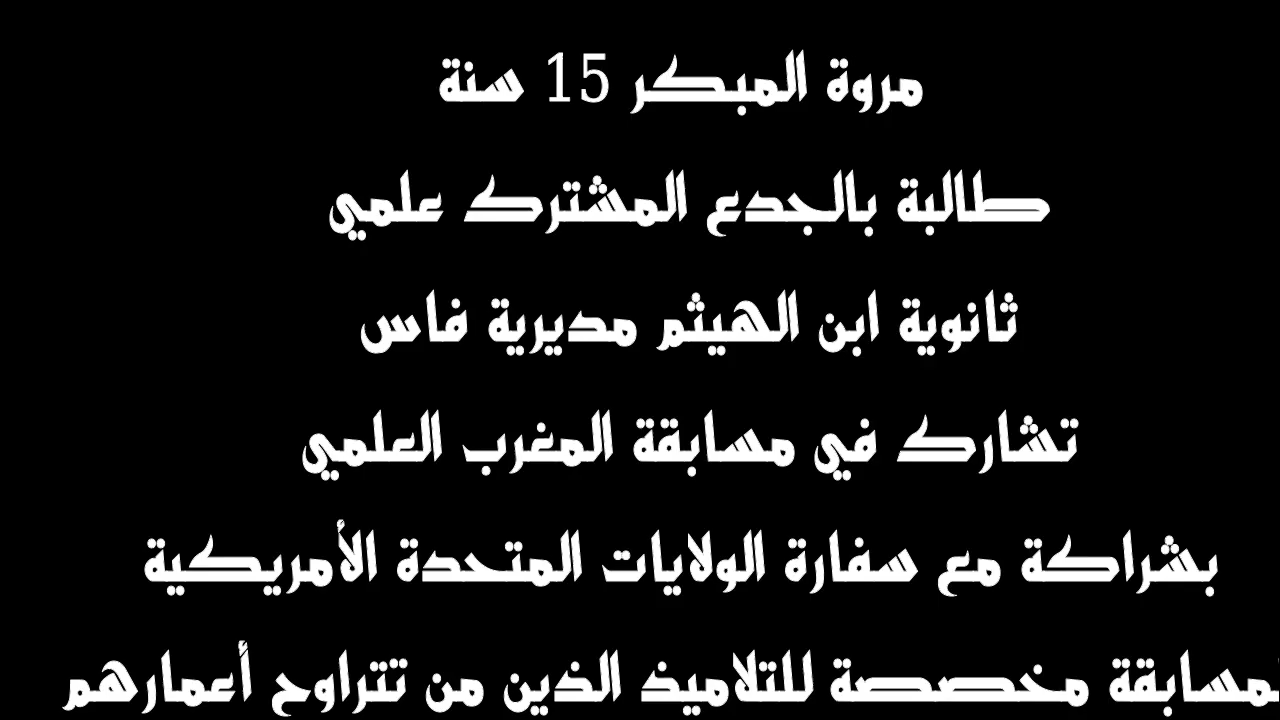 مروة المبكر 15 سنة
طالبة بالجدع المشترك علمي
ثانوية ابن الهيثم مديرية فاس
تشارك في مسابقة المغرب العلمي
بشراكة مع سفارة الولايات المتحدة الأمريكية
مسابقة مخصصة للتلاميذ الذين من تتراوح أعمارهم